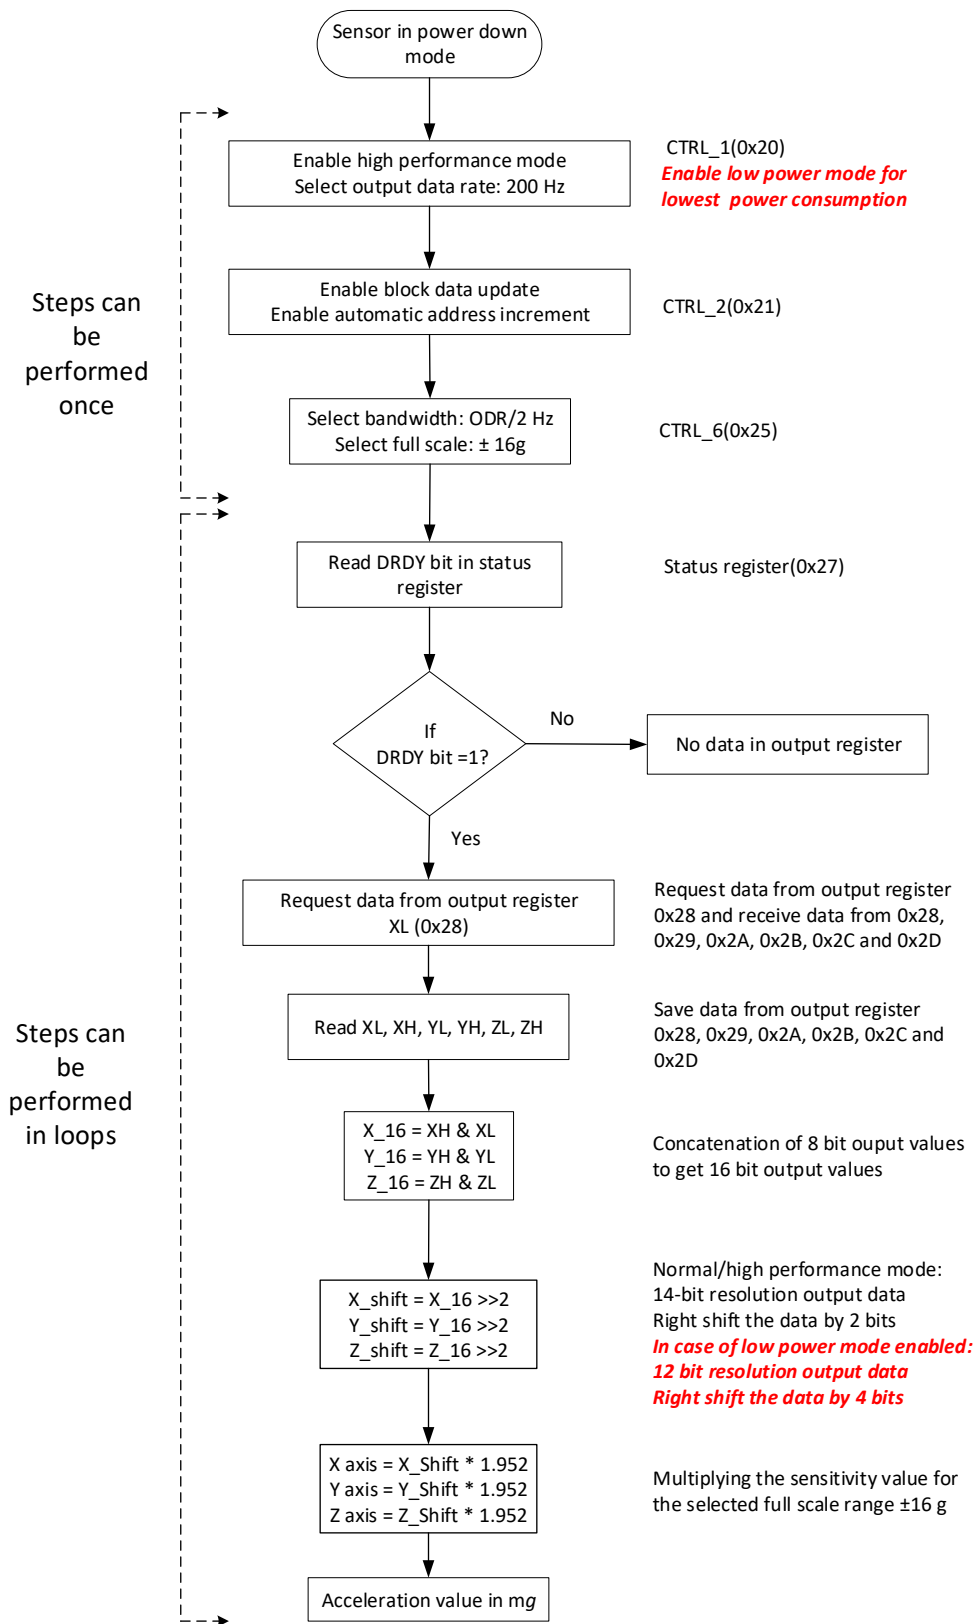 Sensor in power down
mode
Enable high performance mode
Select output data rate: 200 Hz
CTRL_1(0x20)
Enable low power mode for
lowest power consumption
Enable block data update
Enable automatic address increment
CTRL_2(0x21)
Steps can
be
performed
once
Select bandwidth: ODR/2 Hz
Select full scale: ± 16g
CTRL_6(0x25)
Read DRDY bit in status
register
Status register(0x27)
If
DRDY bit =1?
No
No data in output register
Yes
Request data from output register
XL (0x28)
Request data from output register
0x28 and receive data from 0x28,
0x29, 0x2A, 0x2B, 0x2C and 0x2D
Steps can
be
performed
in loops
Read XL, XH, YL, YH, ZL, ZH
Save data from output register
0x28, 0x29, 0x2A, 0x2B, 0x2C and
0x2D
X_16 = XH & XL
Y_16 = YH & YL
Z_16 = ZH & ZL
Concatenation of 8 bit ouput values
to get 16 bit output values
X_shift = X_16 >>2
Y_shift = Y_16 >>2
Z_shift = Z_16 >>2
Normal/high performance mode:
14-bit resolution output data
Right shift the data by 2 bits
In case of low power mode enabled:
12 bit resolution output data
Right shift the data by 4 bits
X axis = X_Shift * 1.952
Y axis = Y_Shift * 1.952
Z axis = Z_Shift * 1.952
Multiplying the sensitivity value for
the selected full scale range ±16 g
Acceleration value in mg